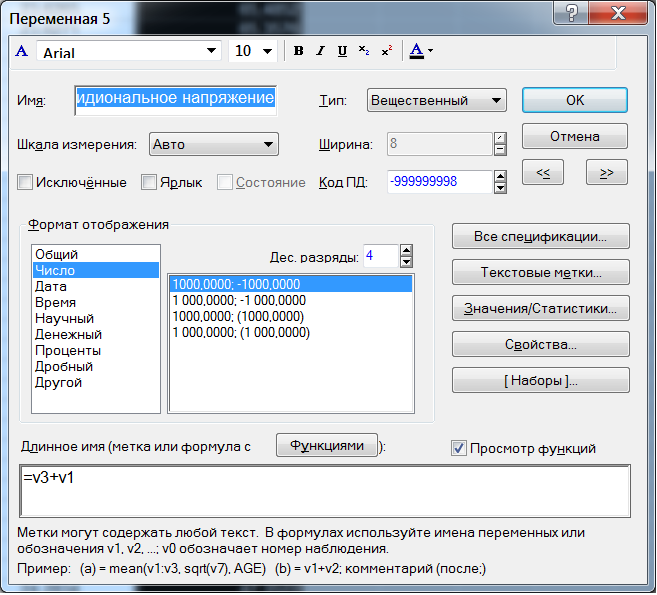 Переменная 5
A Arial 10 B I U x₂ x² A
Имя: идиональное напряжение Тип: Вещественный OK
Шкала измерения: Авто Ширина: 8 Отмена
Исключённые Ярлык Состояние Код ПД: -999999998 << >>
Формат отображения
Все спецификации...
Общий Дес. разряды: 4
Число 1000,0000; -1000,0000 Текстовые метки...
Дата 1 000,0000; -1 000,0000
Время 1000,0000; (1000,0000) Значения/Статистики...
Научный 1 000,0000; (1 000,0000)
Денежный Свойства...
Проценты
Дробный [ Наборы ]...
Другой
Длинное имя (метка или формула с Функциями ): Просмотр функций
=v3+v1
Метки могут содержать любой текст. В формулах используйте имена переменных или
обозначения v1, v2, ...; v0 обозначает номер наблюдения.
Пример: (a) = mean(v1:v3, sqrt(v7), AGE) (b) = v1+v2; комментарий (после;)